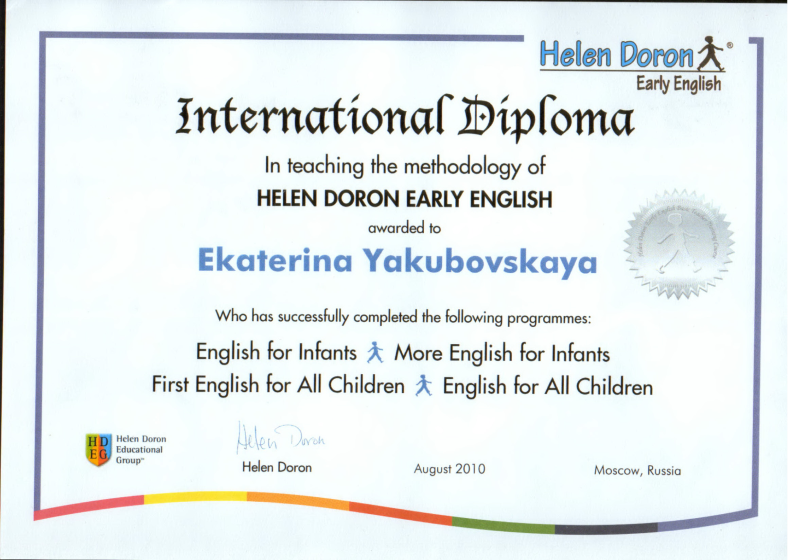 Helen Doron®
Early English
International Diploma
In teaching the methodology of
HELEN DORON EARLY ENGLISH
awarded to
Ekaterina Yakubovskaya
Who has successfully completed the following programmes:
English for Infants More English for Infants
First English for All Children English for All Children
HD
EG
Helen Doron
Educational
Group™
Helen Doron
Helen Doron
August 2010
Moscow, Russia